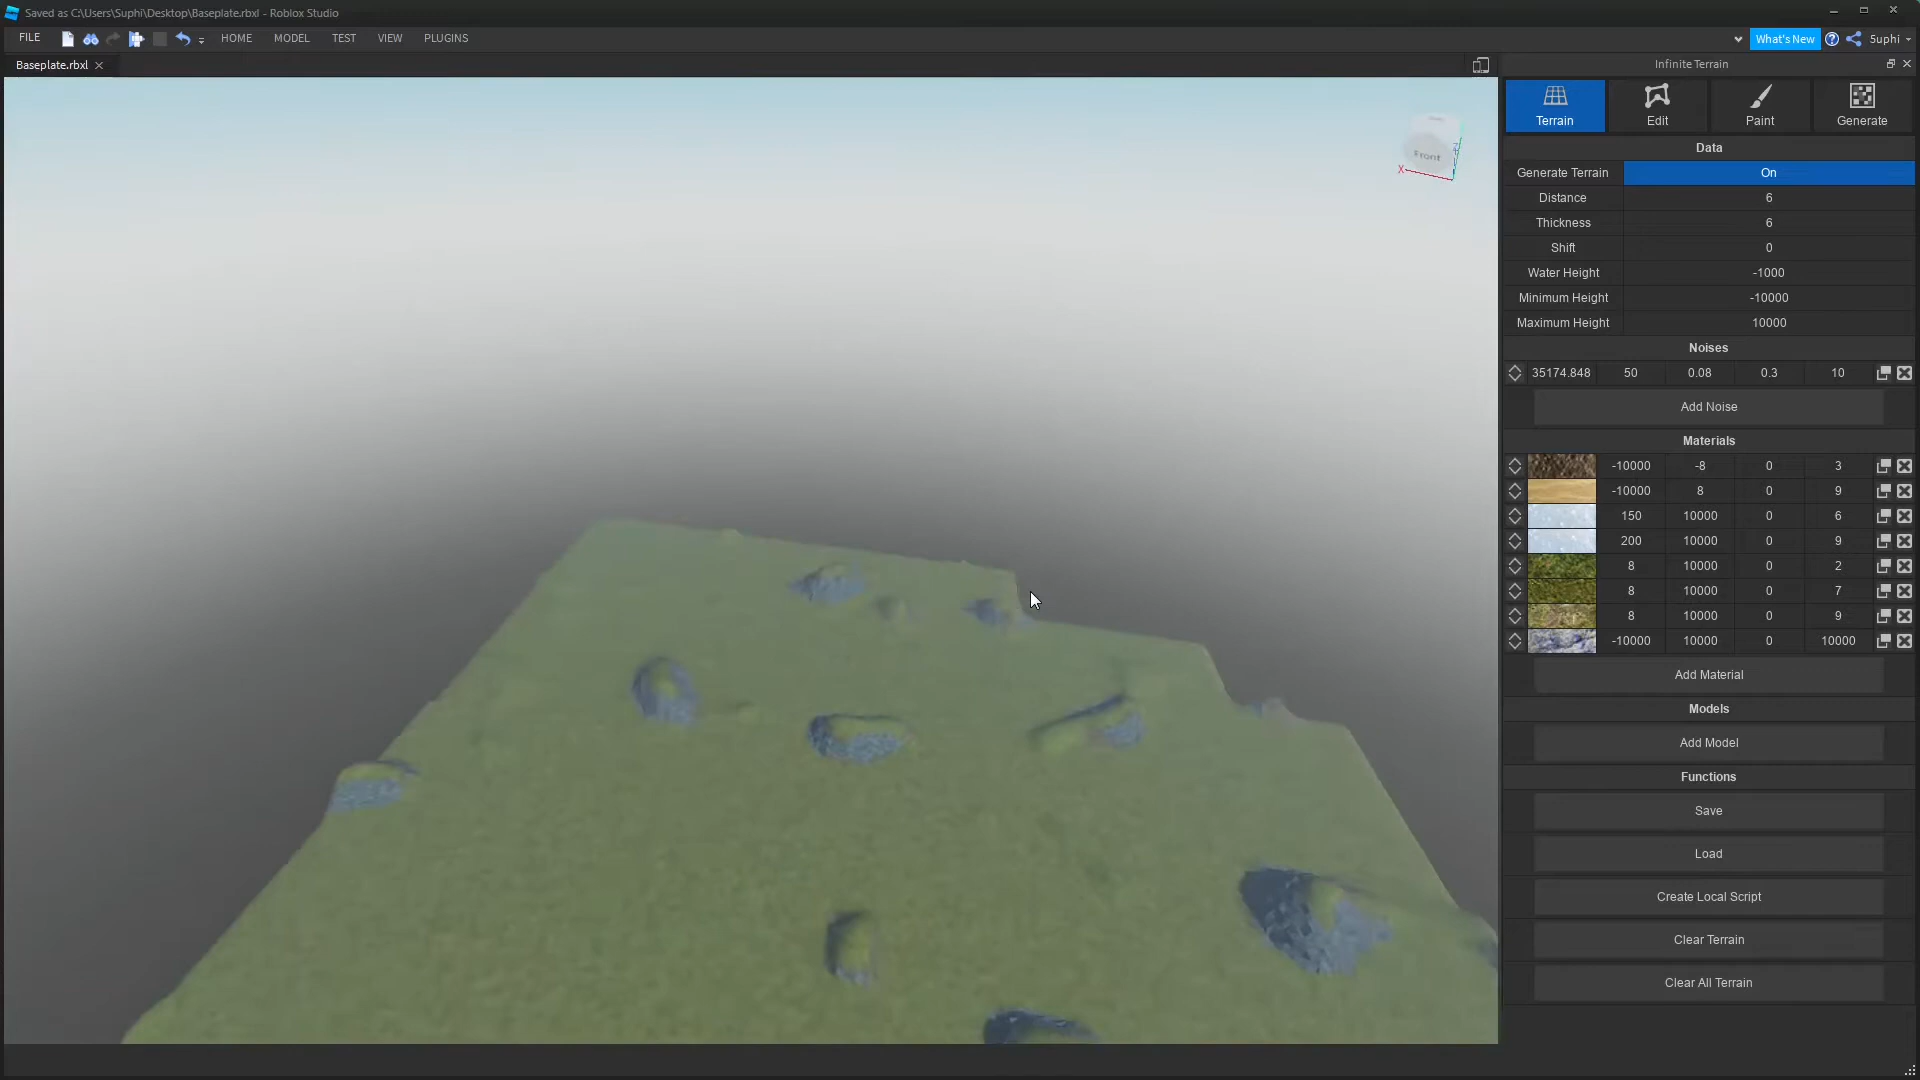 Saved as C:\Users\Suphi\Desktop\Baseplate.rbxl - Roblox Studio
FILE HOME MODEL TEST VIEW PLUGINS What's New 5uphi
Baseplate.rbxl
Infinite Terrain
Terrain Edit Paint Generate
Data
Generate Terrain On
Distance 6
Thickness 6
Shift 0
Water Height -1000
Minimum Height -10000
Maximum Height 10000
Noises
35174.848 50 0.08 0.3 10
Add Noise
Materials
-10000 -8 0 3
-10000 8 0 9
150 10000 0 6
200 10000 0 9
8 10000 0 2
8 10000 0 7
8 10000 0 9
-10000 10000 0 10000
Add Material
Models
Add Model
Functions
Save
Load
Create Local Script
Clear Terrain
Clear All Terrain
Front
X
Z